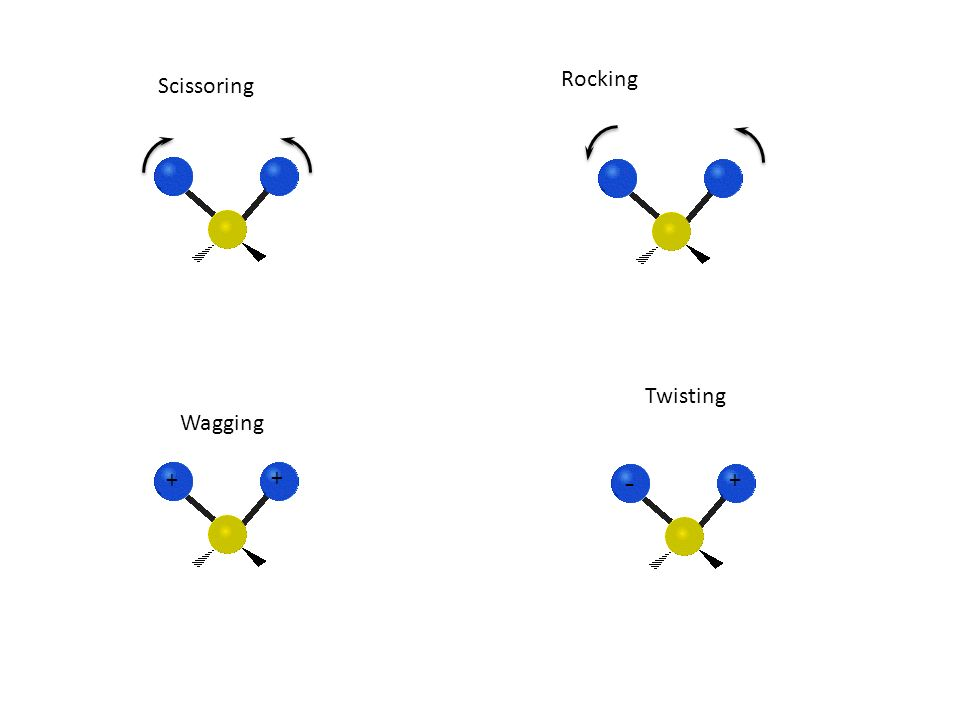 Scissoring
Rocking
Wagging
+ +
Twisting
- +